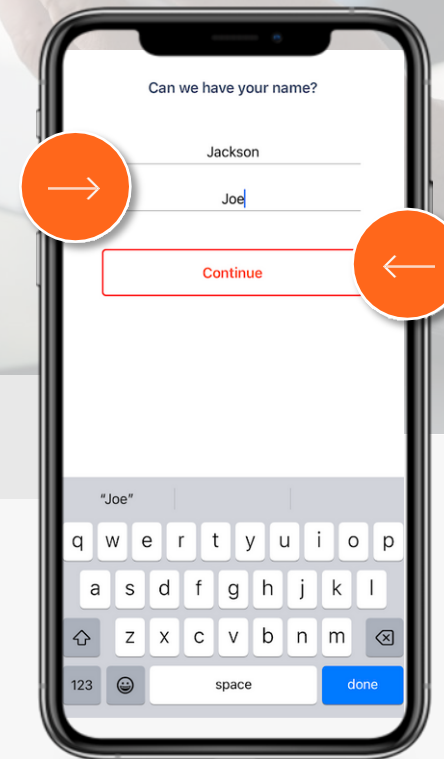 Can we have your name?
Jackson
Joe
Continue
“Joe”
q w e r t y u i o p
a s d f g h j k l
z x c v b n m
123 space done